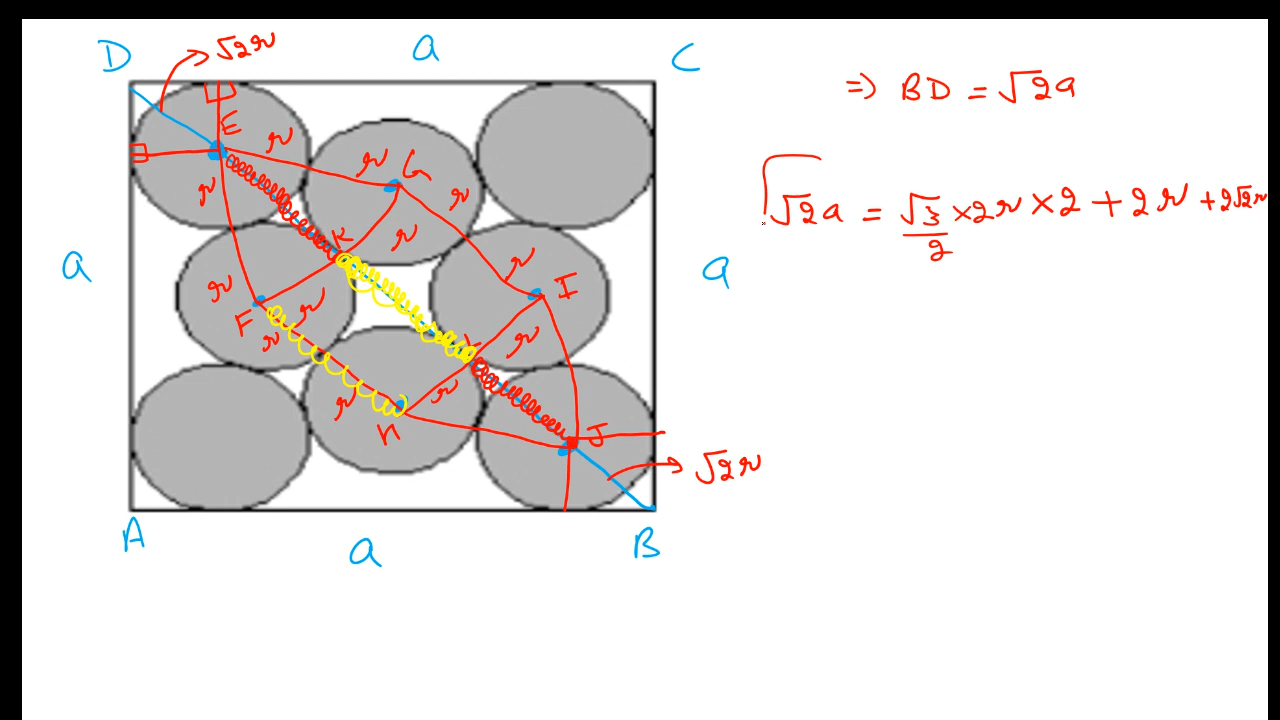 √2r
D a C
⇒ BD = √2a
E
r r G r
r
√2a = √3/2 × 2r × 2 + 2r + 2√2r
K r
a a
r I
r r
F r r
L
r r
H J
√2r
A a B